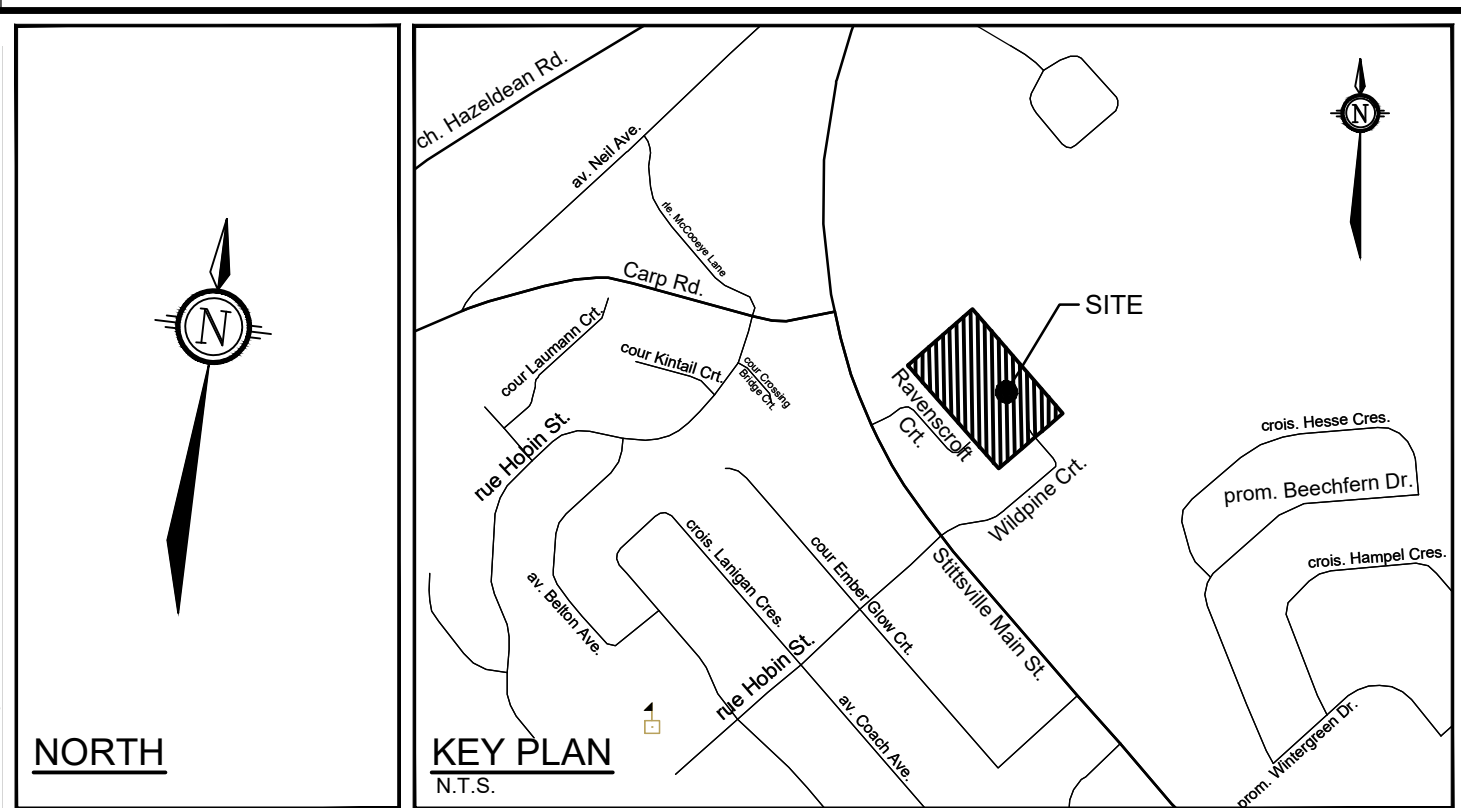 N
NORTH
ch. Hazeldean Rd.
av. Neil Ave.
rle. McCooeye Lane
Carp Rd.
cour Laumann Crt.
cour Kintail Crt.
cour Crossing
Bridge Crt.
rue Hobin St.
N
SITE
Ravenscroft
Crt.
Wildpine Crt.
crois. Hesse Cres.
prom. Beechfern Dr.
crois. Hampel Cres.
prom. Wintergreen Dr.
Stittsville Main St.
cour Ember Glow Crt.
crois. Lanigan Cres.
av. Belton Ave.
rue Hobin St.
av. Coach Ave.
KEY PLAN
N.T.S.